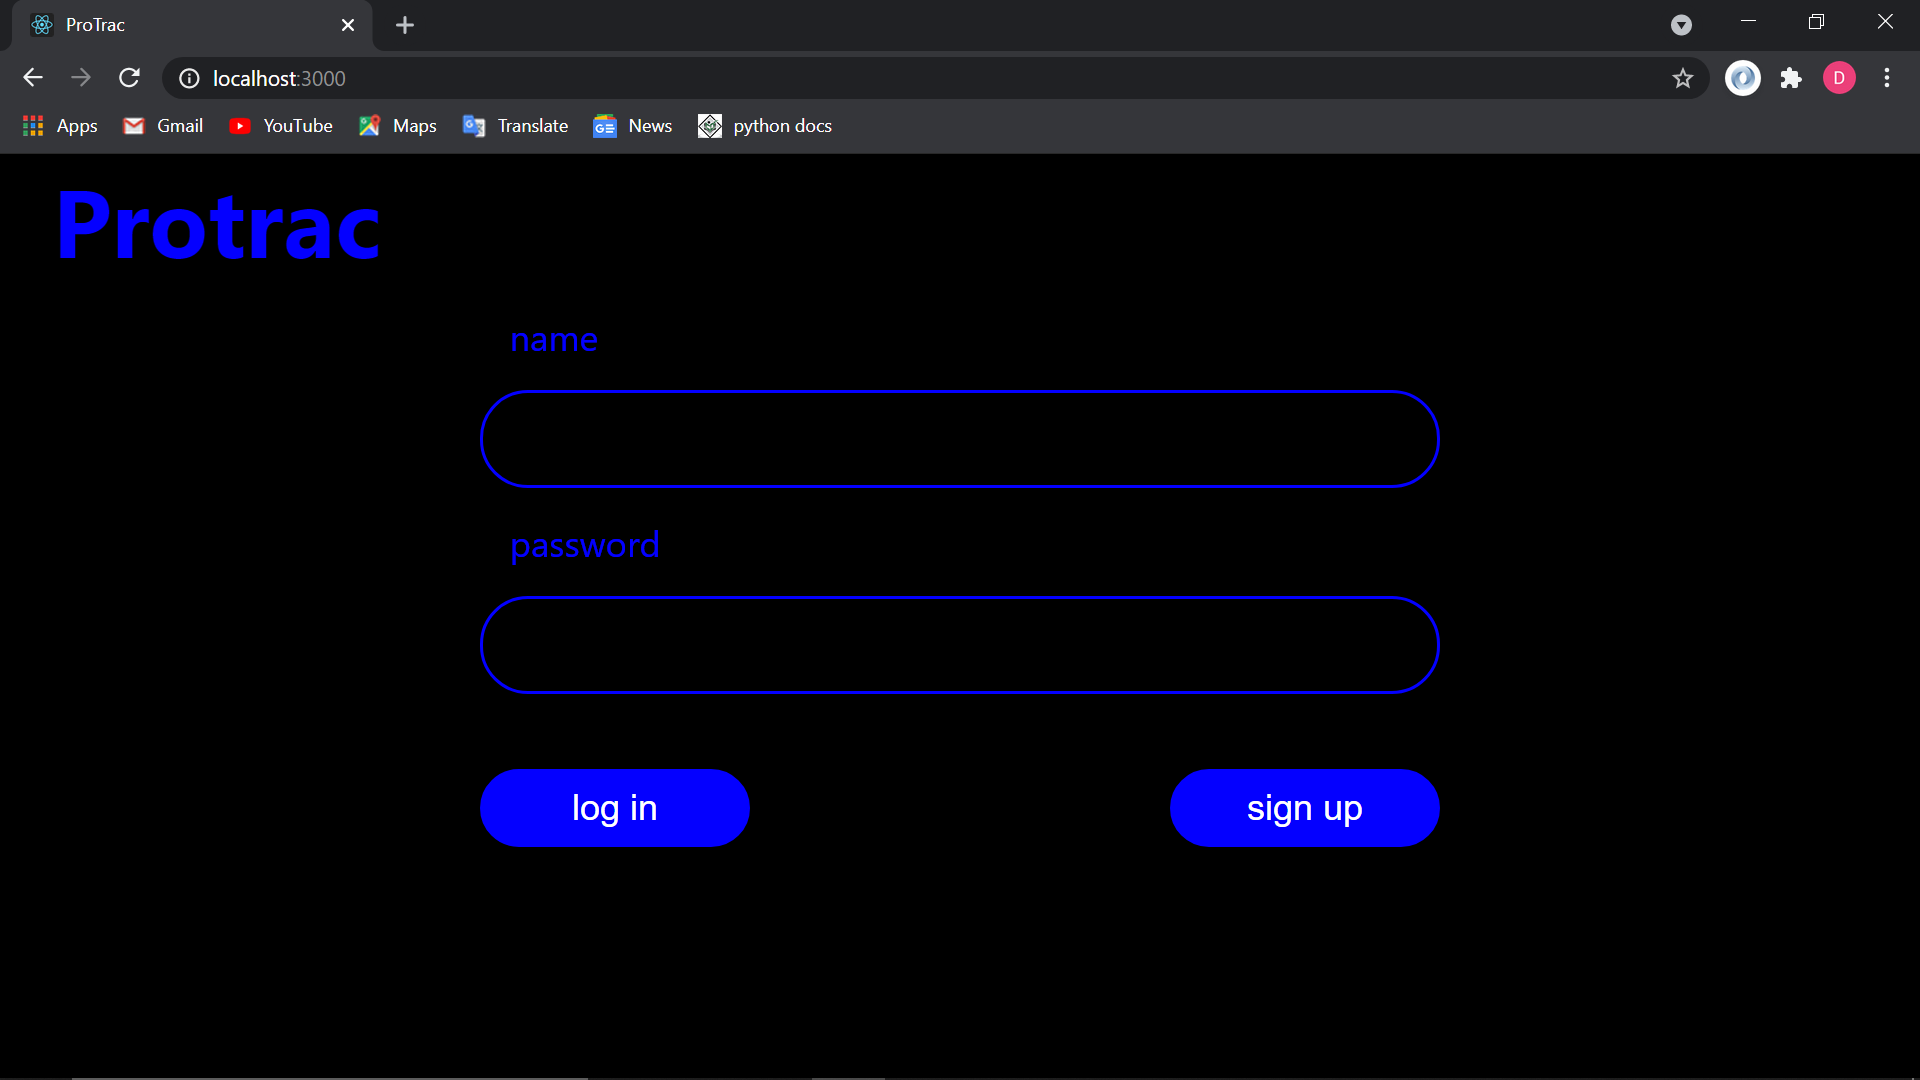 ProTrac
localhost:3000
D
Apps Gmail YouTube Maps Translate News python docs
Protrac
name
password
log in sign up